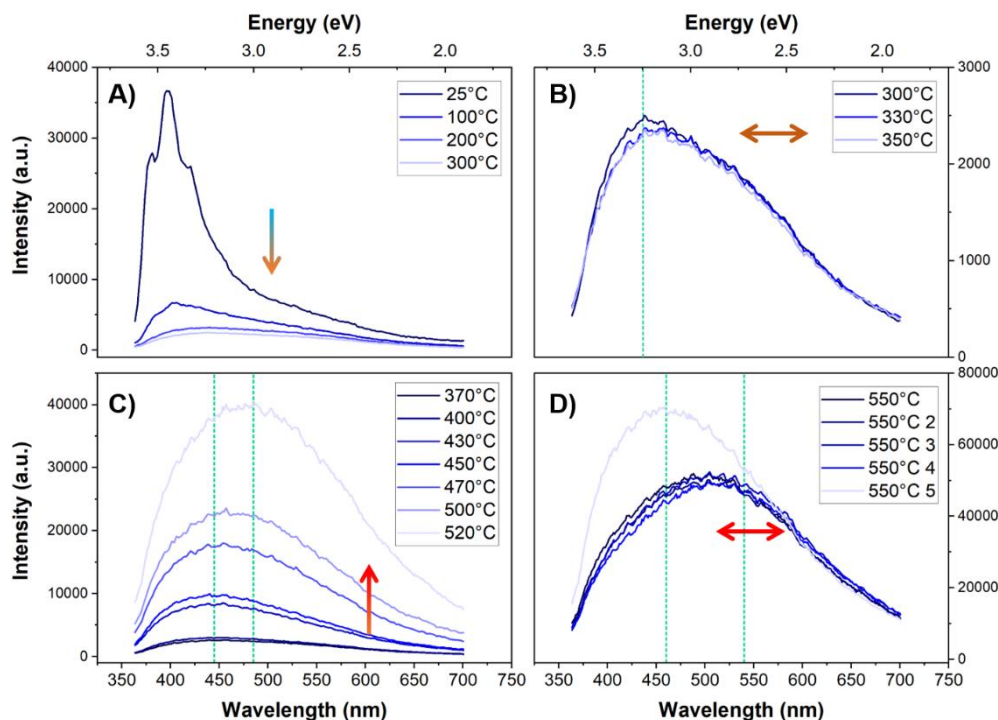 Energy (eV)
3.5 3.0 2.5 2.0
Energy (eV)
3.5 3.0 2.5 2.0
A)
25°C
100°C
200°C
300°C
40000
30000
20000
10000
0
Intensity (a.u.)
B)
300°C
330°C
350°C
3000
2000
1000
0
C)
370°C
400°C
430°C
450°C
470°C
500°C
520°C
40000
30000
20000
10000
0
Intensity (a.u.)
350 400 450 500 550 600 650 700 750
Wavelength (nm)
D)
550°C
550°C 2
550°C 3
550°C 4
550°C 5
80000
60000
40000
20000
0
350 400 450 500 550 600 650 700 750
Wavelength (nm)